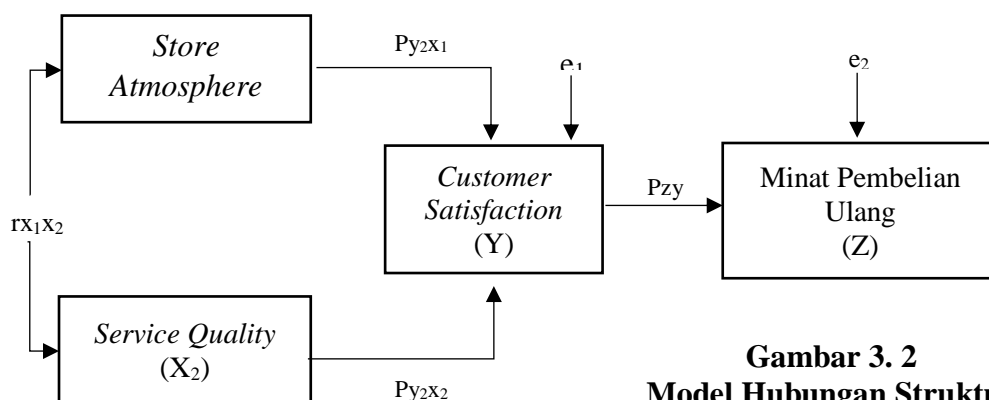 Store
Atmosphere
Py₂x₁
e₁
e₂
Customer
Satisfaction
(Y)
Pzy
Minat Pembelian
Ulang
(Z)
rx₁x₂
Service Quality
(X₂)
Py₂x₂
Gambar 3. 2
Model Hubungan